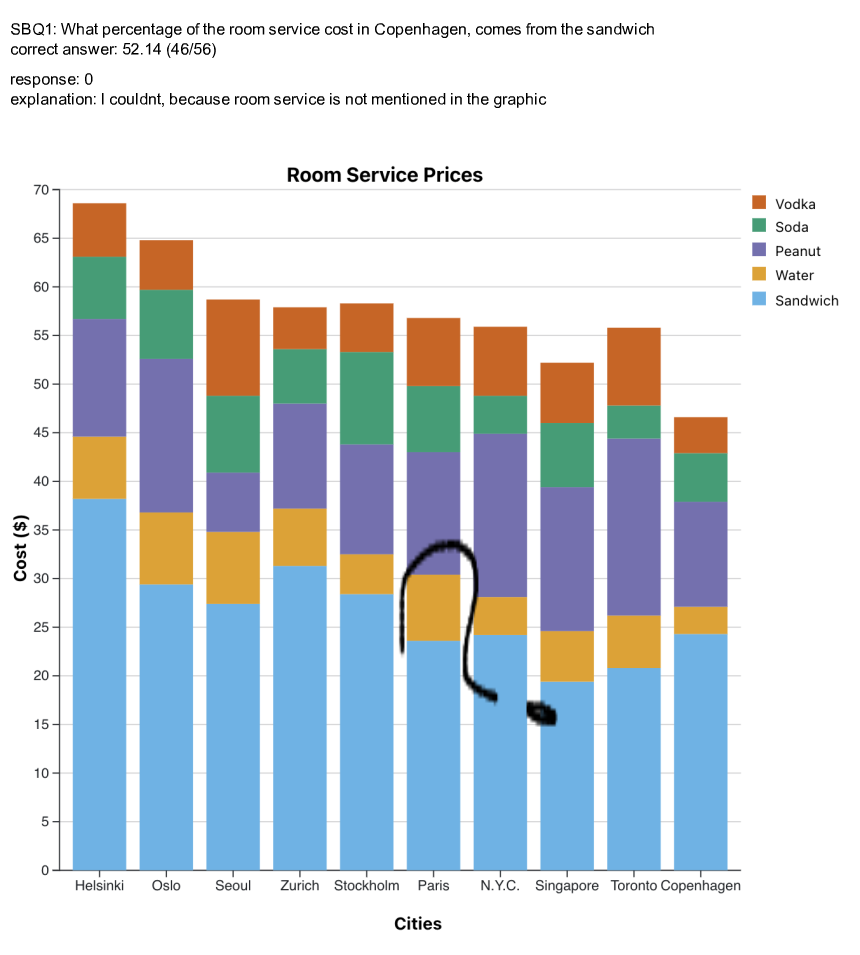 SBQ1: What percentage of the room service cost in Copenhagen, comes from the sandwich
correct answer: 52.14 (46/56)
response: 0
explanation: I couldnt, because room service is not mentioned in the graphic
Room Service Prices
70
65
60
55
50
45
40
35
30
25
20
15
10
5
0
Cost ($)
Vodka
Soda
Peanut
Water
Sandwich
Helsinki Oslo Seoul Zurich Stockholm Paris N.Y.C. Singapore Toronto Copenhagen
Cities